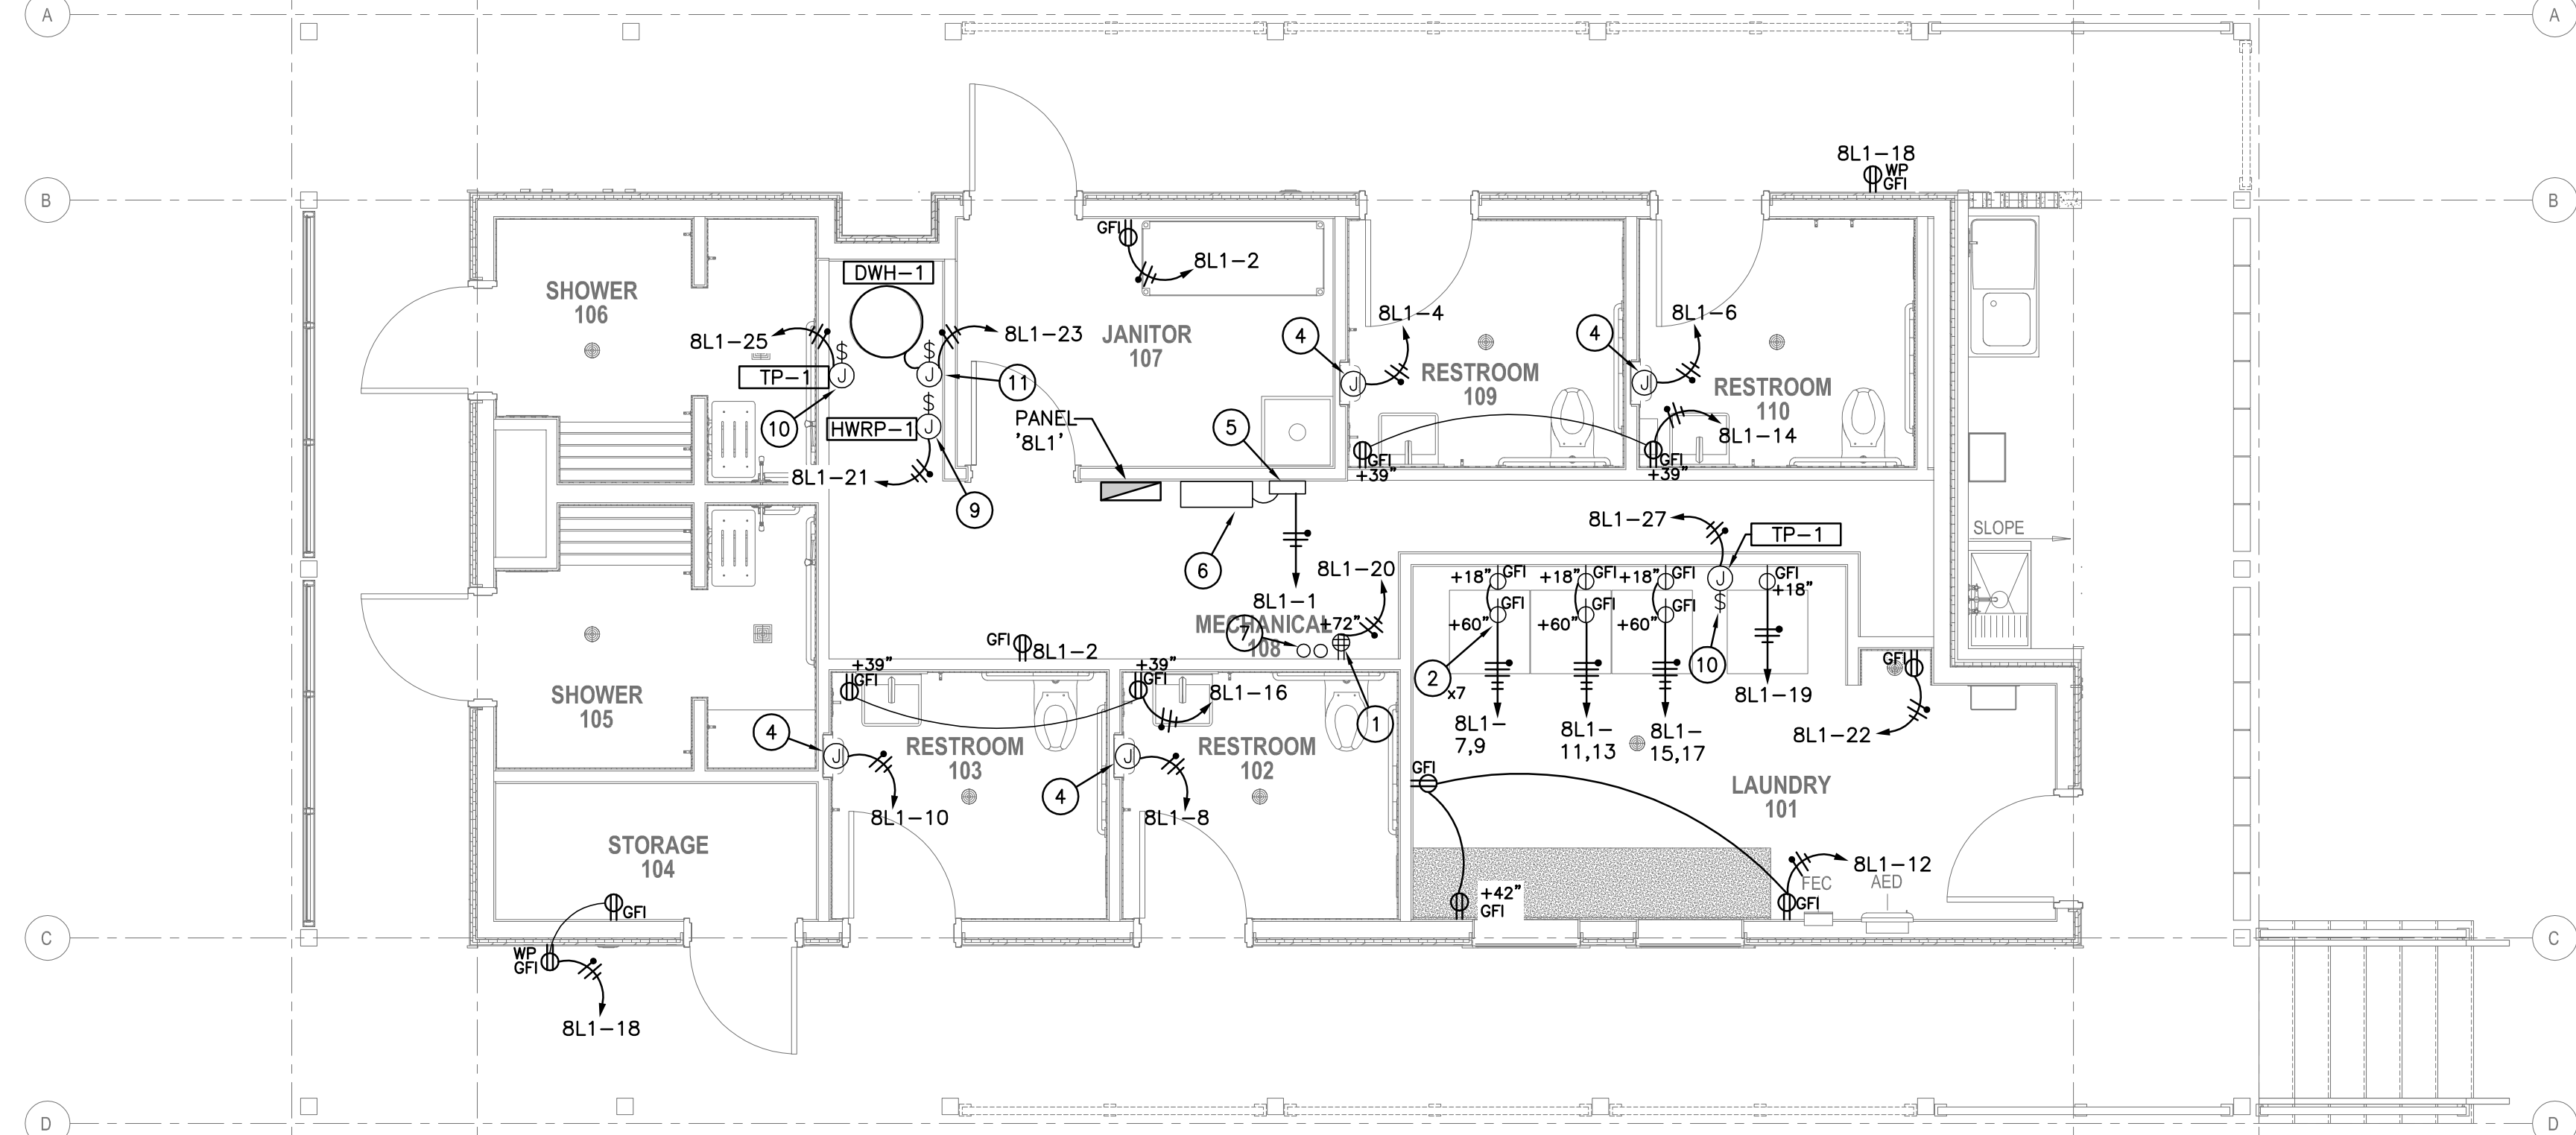 A
A
8L1-18
WP
GFI
B
B
GFI
8L1-2
DWH-1
SHOWER
106
8L1-25
$
$
8L1-23
JANITOR
107
4
8L1-4
4
8L1-6
TP-1
J
J
11
J
RESTROOM
109
J
RESTROOM
110
10
$
HWRP-1
J
PANEL
'8L1'
5
8L1-14
GFI
+39"
GFI
+39"
8L1-21
9
8L1-27
TP-1
SLOPE
6
8L1-20
+18"
GFI
+18"
GFI
+18"
GFI
J
GFI
+18"
8L1-1
$
GFI
GFI
GFI
MECHANICAL
108
+72"
7
+60"
+60"
+60"
GFI
8L1-2
10
GFI
+39"
GFI
+39"
GFI
2
x7
8L1-19
SHOWER
105
8L1-16
1
8L1-
7,9
8L1-
11,13
8L1-
15,17
8L1-22
4
J
RESTROOM
103
J
RESTROOM
102
GFI
4
LAUNDRY
101
8L1-10
8L1-8
STORAGE
104
8L1-12
FEC
AED
+42"
GFI
GFI
GFI
C
C
WP
GFI
8L1-18
D
D